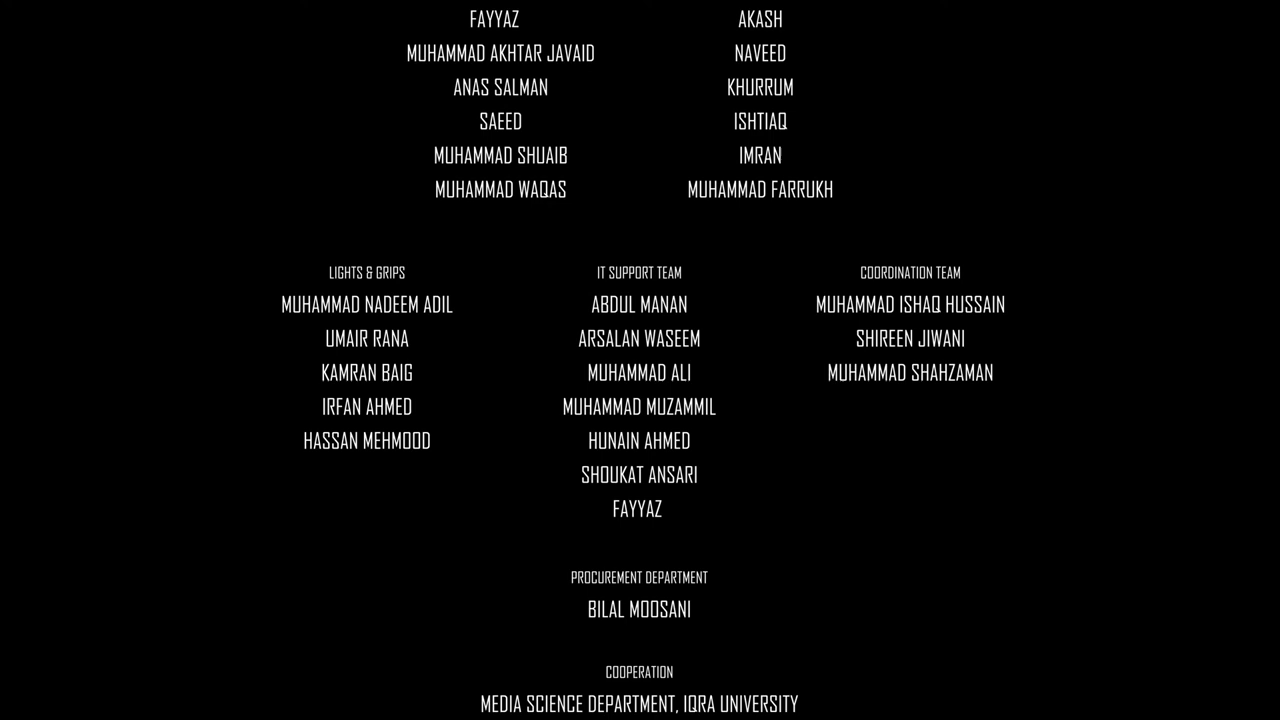 FAYYAZ AKASH
MUHAMMAD AKHTAR JAVAID NAVEED
ANAS SALMAN KHURRUM
SAEED ISHTIAQ
MUHAMMAD SHUAIB IMRAN
MUHAMMAD WAQAS MUHAMMAD FARRUKH
LIGHTS & GRIPS
MUHAMMAD NADEEM ADIL
UMAIR RANA
KAMRAN BAIG
IRFAN AHMED
HASSAN MEHMOOD
IT SUPPORT TEAM
ABDUL MANAN
ARSALAN WASEEM
MUHAMMAD ALI
MUHAMMAD MUZAMMIL
HUNAIN AHMED
SHOUKAT ANSARI
FAYYAZ
COORDINATION TEAM
MUHAMMAD ISHAQ HUSSAIN
SHIREEN JIWANI
MUHAMMAD SHAHZAMAN
PROCUREMENT DEPARTMENT
BILAL MOOSANI
COOPERATION
MEDIA SCIENCE DEPARTMENT, IQRA UNIVERSITY